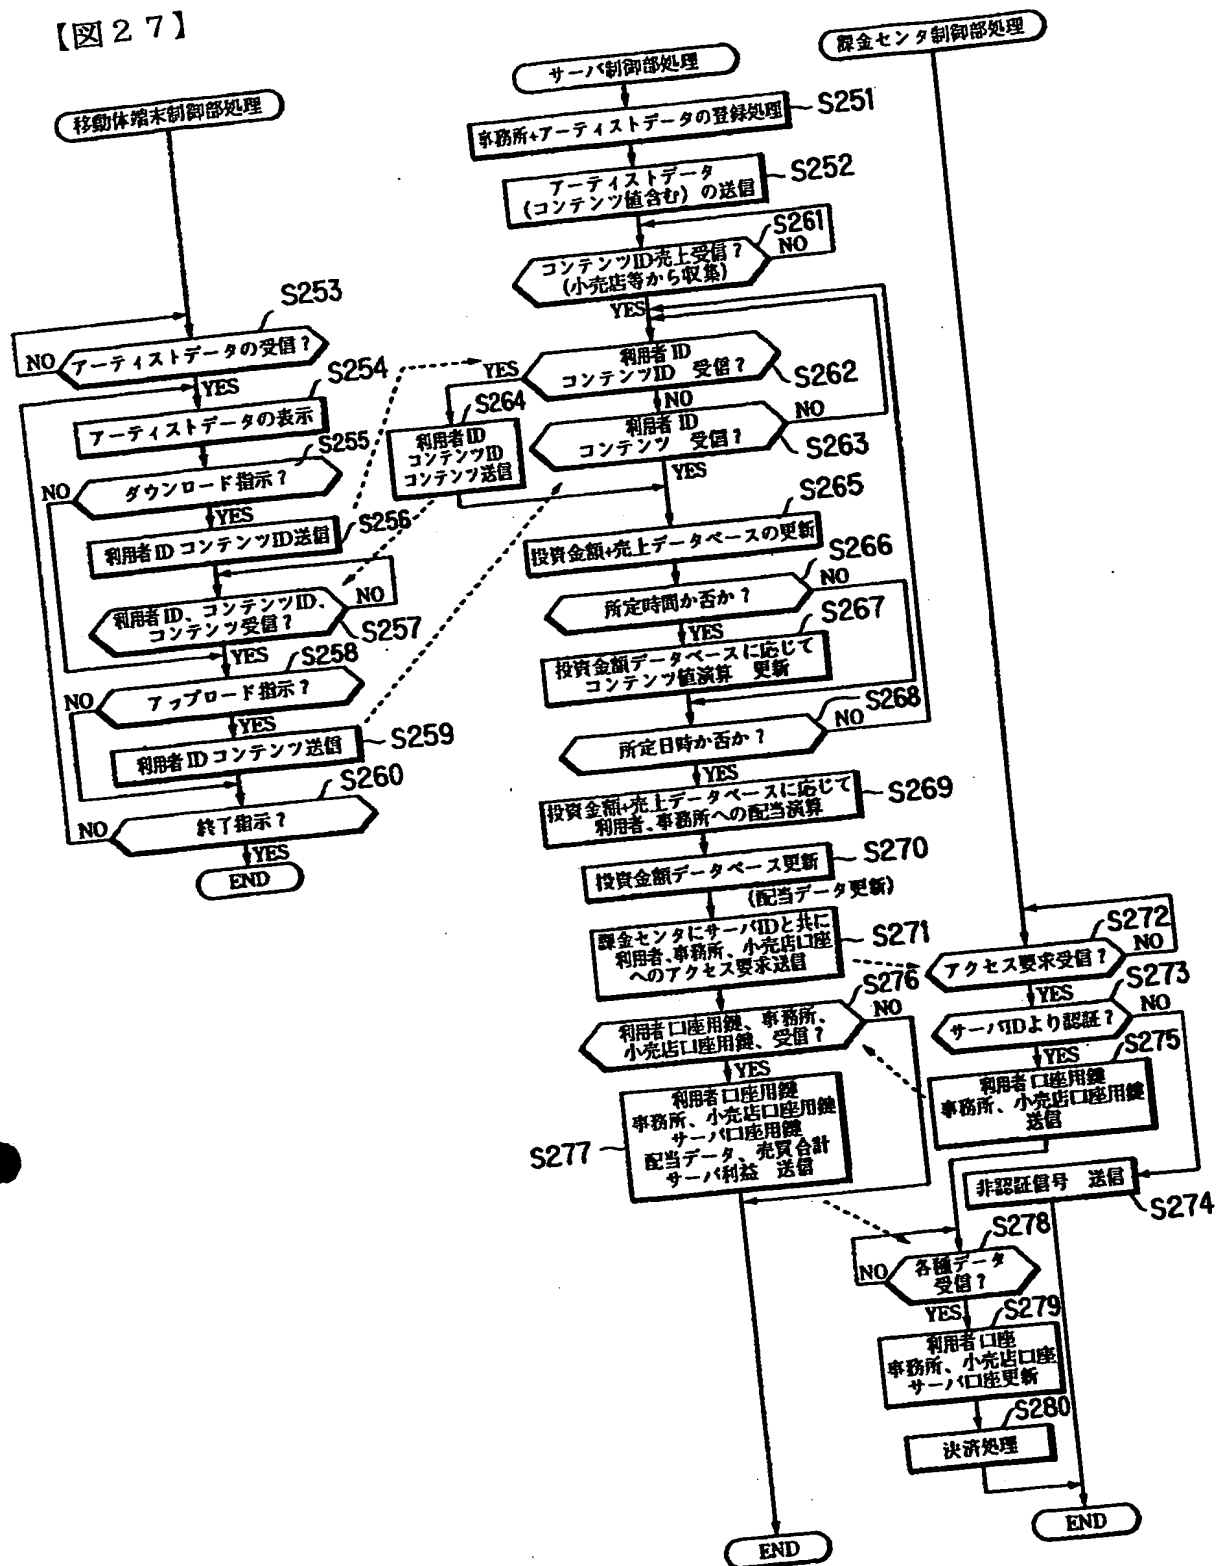 【図27】
移動体端末制御部処理
S253
アーティストデータの受信?
NO
YES
S254
アーティストデータの表示
S255
ダウンロード指示?
NO
YES
S256
利用者ID コンテンツID送信
利用者ID、コンテンツID、
コンテンツ受信?
NO
S257
YES
S258
アップロード指示?
NO
YES
利用者ID コンテンツ送信
S259
S260
終了指示?
NO
YES
END
サーバ制御部処理
事務所+アーティストデータの登録処理
S251
アーティストデータ
(コンテンツ値含む)の送信
S252
S261
コンテンツID売上受信?
(小売店等から収集)
NO
YES
利用者ID
コンテンツID 受信?
YES
S262
NO
S264
利用者ID
コンテンツID
コンテンツ送信
利用者ID
コンテンツ 受信?
NO
S263
YES
S265
投資金額+売上データベースの更新
S266
所定時間か否か?
NO
YES
S267
投資金額データベースに応じて
コンテンツ値演算 更新
S268
所定日時か否か?
NO
YES
投資金額+売上データベースに応じて
利用者、事務所への配当演算
S269
投資金額データベース更新
S270
(配当データ更新)
課金センタにサーバIDと共に
利用者、事務所、小売店口座
へのアクセス要求送信
S271
S276
利用者口座用鍵、事務所、
小売店口座用鍵、受信?
NO
YES
利用者口座用鍵
事務所、小売店口座用鍵
サーバ口座用鍵
配当データ、売買合計
サーバ利益 送信
S277
END
課金センタ制御部処理
S272
アクセス要求受信?
NO
YES
S273
サーバIDより認証?
NO
YES
S275
利用者口座用鍵
事務所、小売店口座用鍵
送信
非認証信号 送信
S274
S278
各種データ
受信?
NO
YES
S279
利用者口座
事務所、小売店口座
サーバ口座更新
S280
決済処理
END